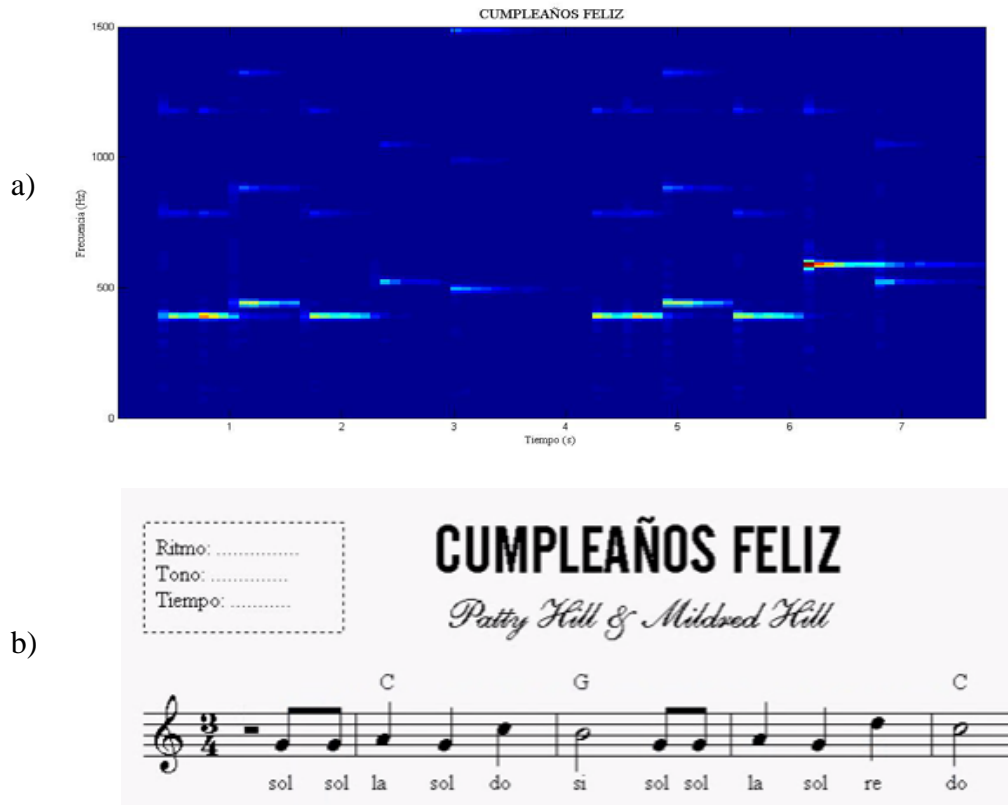 a)
CUMPLEAÑOS FELIZ
1500
1000
500
0
Frecuencia (Hz)
1 2 3 4 5 6 7
Tiempo (s)
b)
CUMPLEAÑOS FELIZ
Patty Hill & Mildred Hill
Ritmo: ..............
Tono: .............
Tiempo: ..........
C G C
3
4
sol sol la sol do si sol sol la sol re do